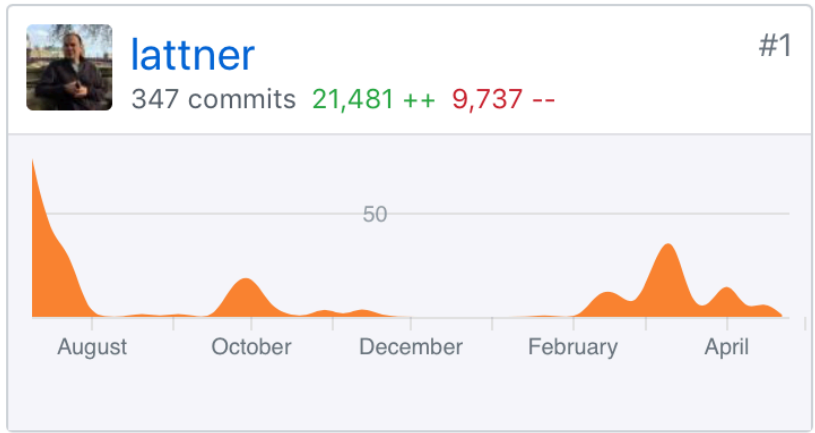 lattner
#1
347 commits 21,481 ++ 9,737 --
50
August October December February April